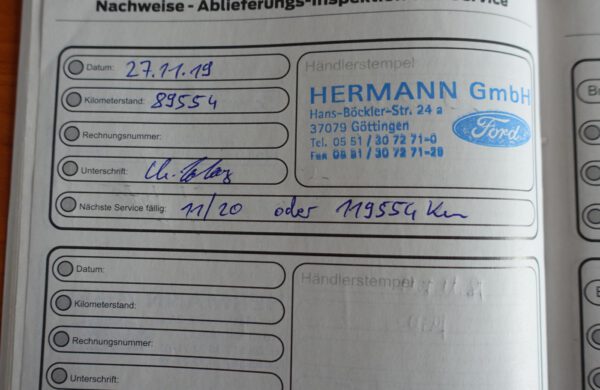 Nachweise - Ablieferungs-Inspektion
Datum: 27.11.19
Kilometerstand: 89554
Rechnungsnummer:
Unterschrift:
Nächste Service fällig: 11/20 oder 119554 Km
Händlerstempel
HERMANN GmbH
Hans-Böckler-Str. 24 a
37079 Göttingen
Tel. 05 51 / 30 72 71-0
Fax 05 51 / 30 72 71-29
Ford
Datum:
Kilometerstand:
Rechnungsnummer:
Unterschrift:
Händlerstempel